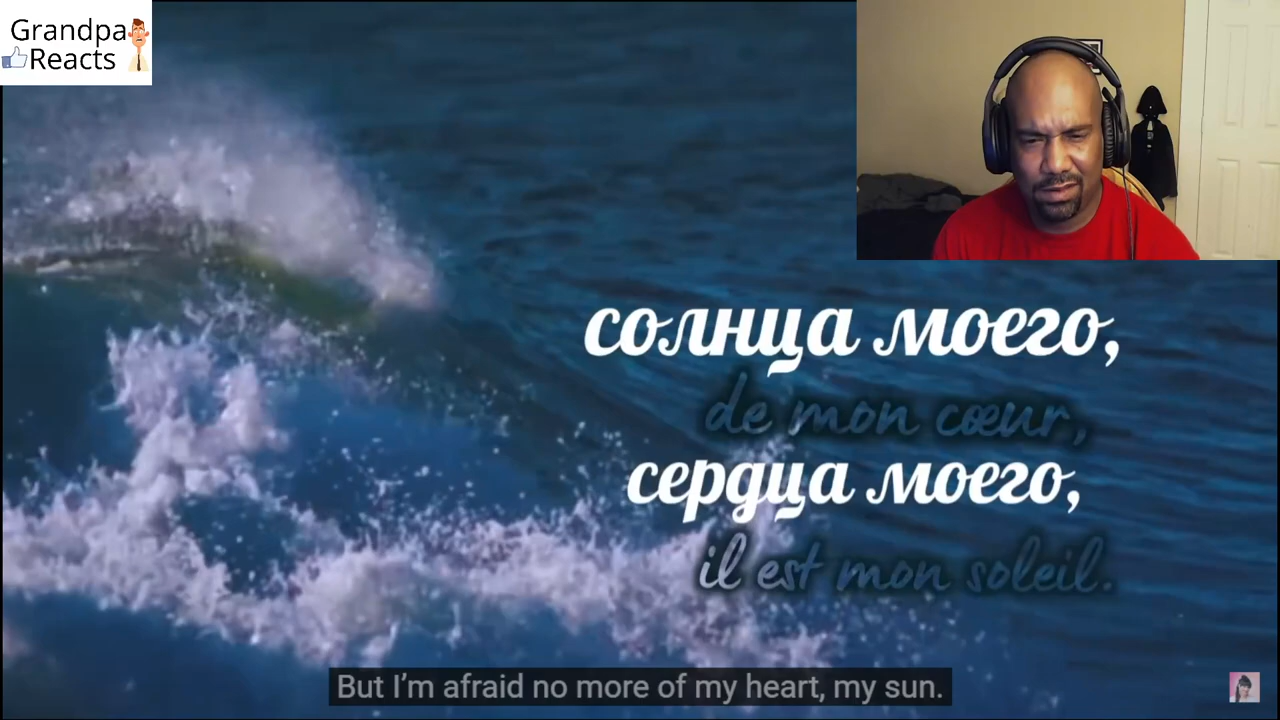 Grandpa
Reacts
солнца моего,
de mon cœur,
сердца моего,
il est mon soleil.
But I’m afraid no more of my heart, my sun.